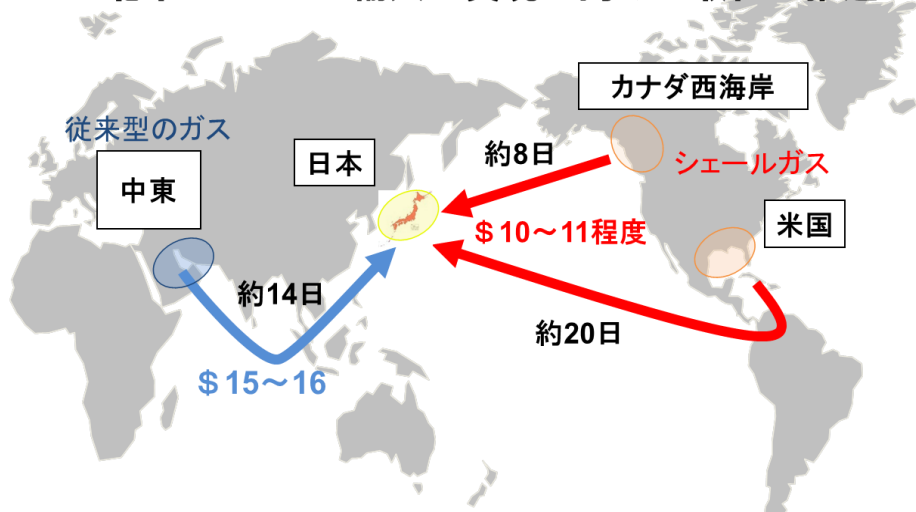 カナダ西海岸
従来型のガス
日本
約8日
シェールガス
中東
米国
$10～11程度
約14日
約20日
$15～16